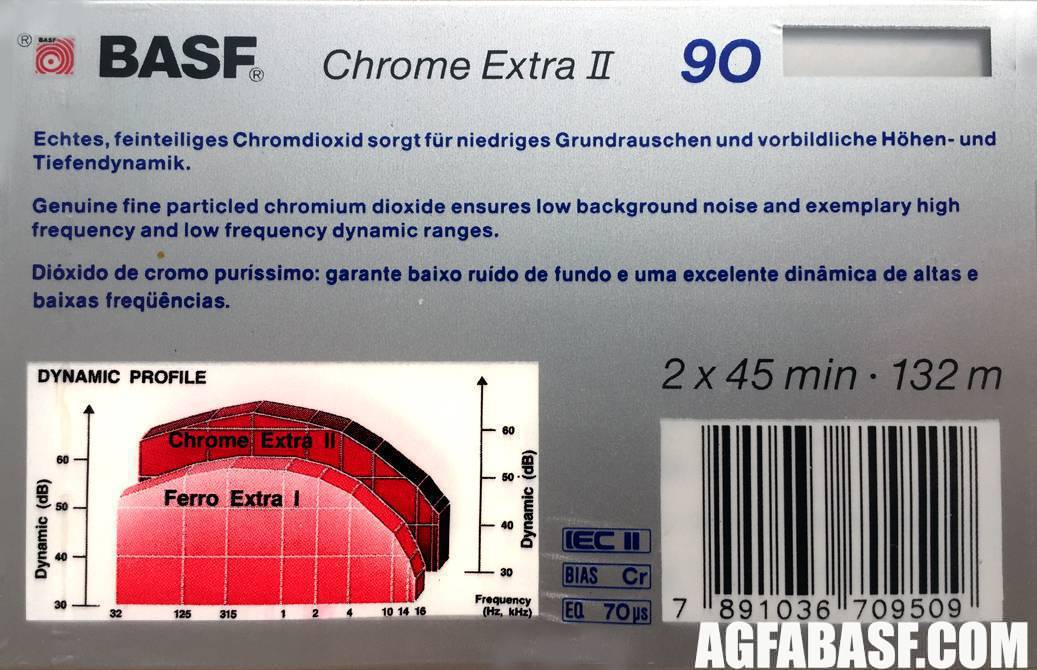 ® BASF BASF® Chrome Extra II 90
Echtes, feinteiliges Chromdioxid sorgt für niedriges Grundrauschen und vorbildliche Höhen- und
Tiefendynamik.
Genuine fine particled chromium dioxide ensures low background noise and exemplary high
frequency and low frequency dynamic ranges.
Dióxido de cromo puríssimo: garante baixo ruído de fundo e uma excelente dinâmica de altas e
baixas freqüências.
2 x 45 min · 132 m
DYNAMIC PROFILE
Chrome Extra II
Ferro Extra I
Dynamic (dB)
60
50
40
30
60
50
40
30
Dynamic (dB)
32 125 315 1 2 4 10 14 16
Frequency
(Hz, kHz)
IEC II
BIAS Cr
EQ 70 µs
7 891036 709509
AGFABASF.COM